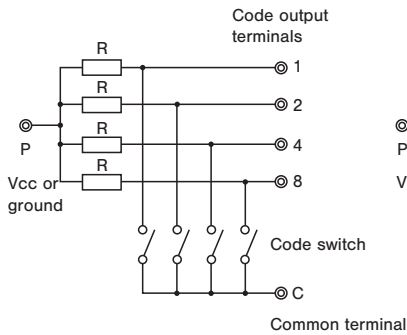 Code output
terminals
R
1
R
2
R
4
P
P
R
8
Vcc or
ground
V
Code switch
C
Common terminal